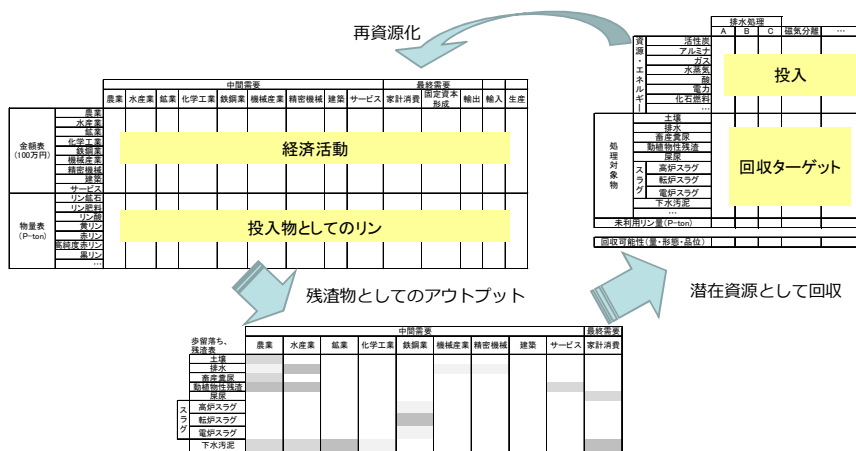 再資源化
中間需要 最終需要
農業 水産業 鉱業 化学工業 鉄鋼業 機械産業 精密機械 建築 サービス 家計消費 固定資本形成 輸出 輸入 生産
金額表
(100万円)
農業
水産業
鉱業
化学工業
鉄鋼業
機械産業
精密機械
建築
サービス
経済活動
物量表
(P-ton)
リン鉱石
リン肥料
リン酸
黄リン
赤リン
高純度赤リン
黒リン
…
投入物としてのリン
排水処理
A B C 磁気分離 …
資源・エネルギー
活性炭
アルミナ
ガス
水蒸気
酸
電力
化石燃料
…
投入
処理対象物
土壌
排水
畜産糞尿
動植物性残渣
屎尿
スラグ
高炉スラグ
転炉スラグ
電炉スラグ
下水汚泥
…
回収ターゲット
未利用リン量(P-ton)
回収可能性(量・形態・品位)
残渣物としてのアウトプット
潜在資源として回収
中間需要 最終需要
歩留落ち、
残渣表
農業 水産業 鉱業 化学工業 鉄鋼業 機械産業 精密機械 建築 サービス 家計消費
土壌
排水
畜産糞尿
動植物性残渣
屎尿
スラグ
高炉スラグ
転炉スラグ
電炉スラグ
下水汚泥